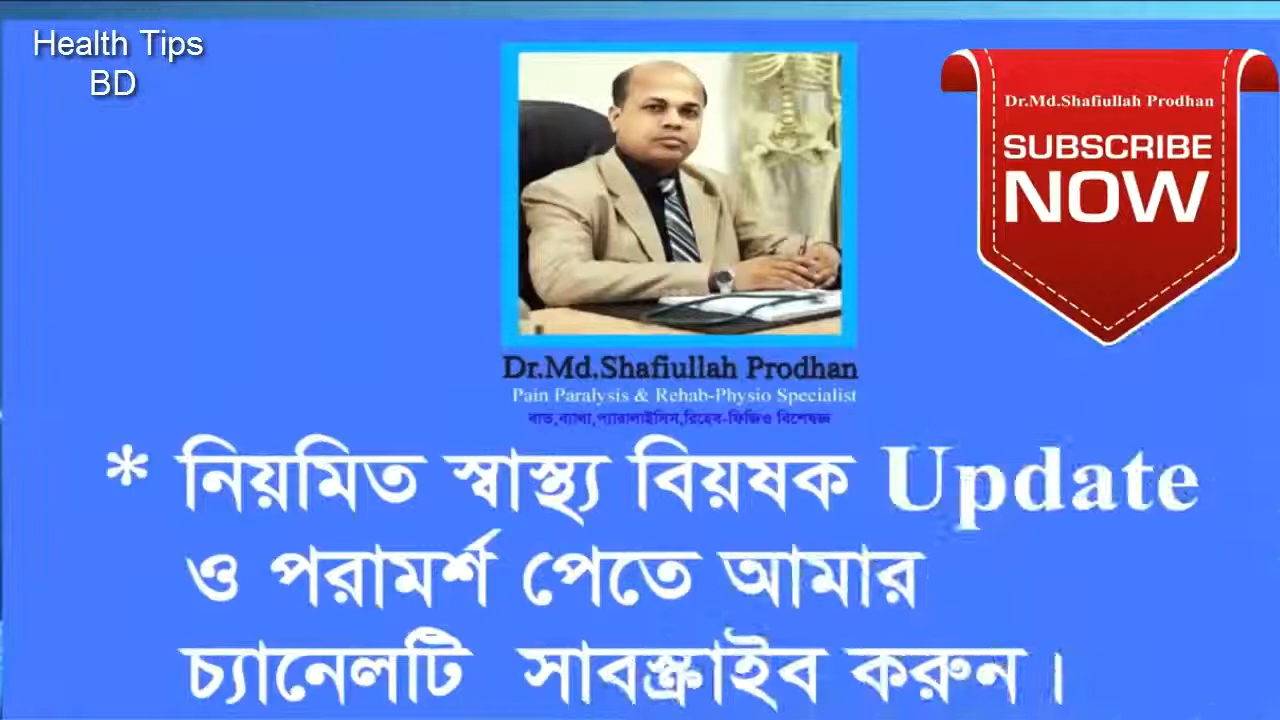 Health Tips
BD
Dr.Md.Shafiullah Prodhan
SUBSCRIBE
NOW
Dr.Md.Shafiullah Prodhan
Pain Paralysis & Rehab-Physio Specialist
বাত,ব্যাথা,প্যারালাইসিস,রিহেব-ফিজিও বিশেষজ্ঞ
* নিয়মিত স্বাস্থ্য বিয়ষক Update
ও পরামর্শ পেতে আমার
চ্যানেলটি সাবস্ক্রাইব করুন।